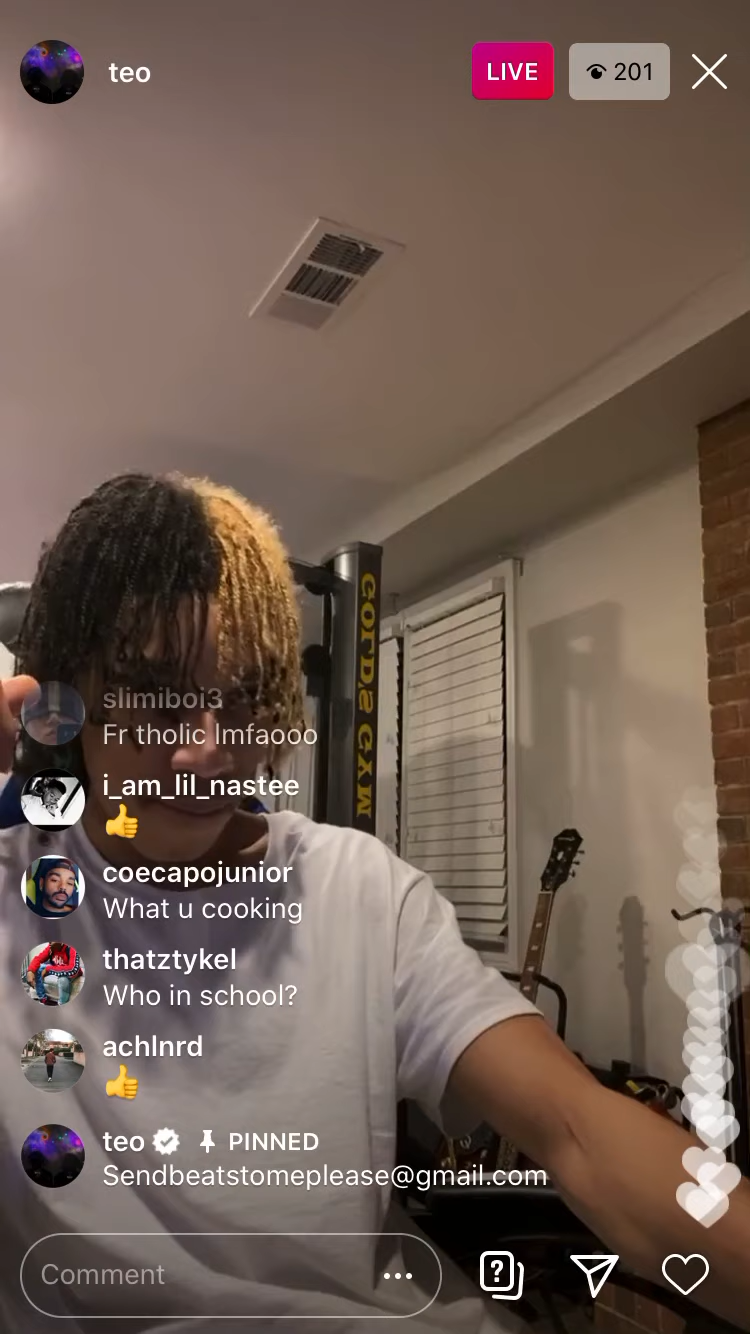 teo
LIVE
201
GOLD'S GYM
slimiboi3
Fr tholic lmfaooo
i_am_lil_nastee
👍
coecapojunior
What u cooking
thatztykel
Who in school?
achlnrd
👍
teo PINNED
Sendbeatstomeplease@gmail.com
Comment